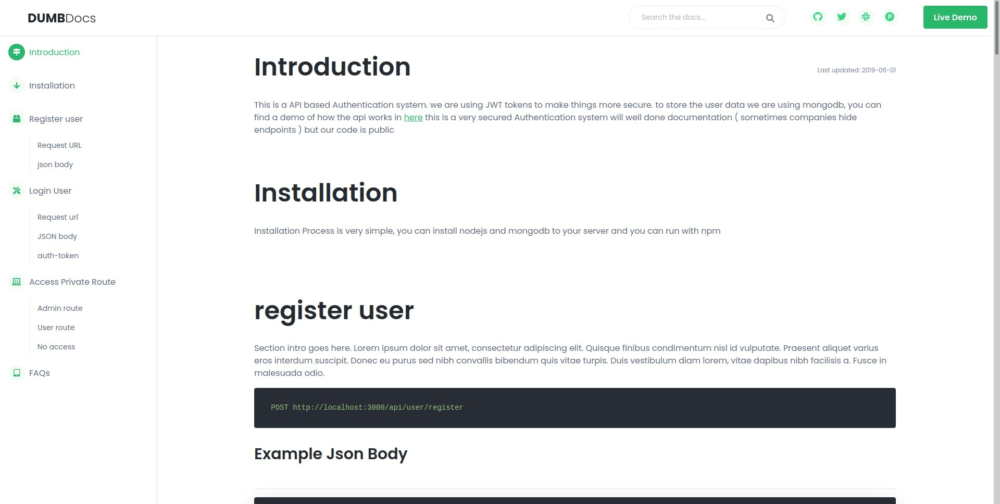 DUMBDocs
Search the docs...
Live Demo
Introduction
Installation
Register user
Request URL
json body
Login User
Request url
JSON body
auth-token
Access Private Route
Admin route
User route
No access
FAQs
Introduction
Last updated: 2019-06-01
This is a API based Authentication system. we are using JWT tokens to make things more secure. to store the user data we are using mongodb, you can
find a demo of how the api works in here this is a very secured Authentication system will well done documentation ( sometimes companies hide
endpoints ) but our code is public
Installation
Installation Process is very simple, you can install nodejs and mongodb to your server and you can run with npm
register user
Section intro goes here. Lorem ipsum dolor sit amet, consectetur adipiscing elit. Quisque finibus condimentum nisl id vulputate. Praesent aliquet varius
eros interdum suscipit. Donec eu purus sed nibh convallis bibendum quis vitae turpis. Duis vestibulum diam lorem, vitae dapibus nibh facilisis a. Fusce in
malesuada odio.
POST http://localhost:3000/api/user/register
Example Json Body